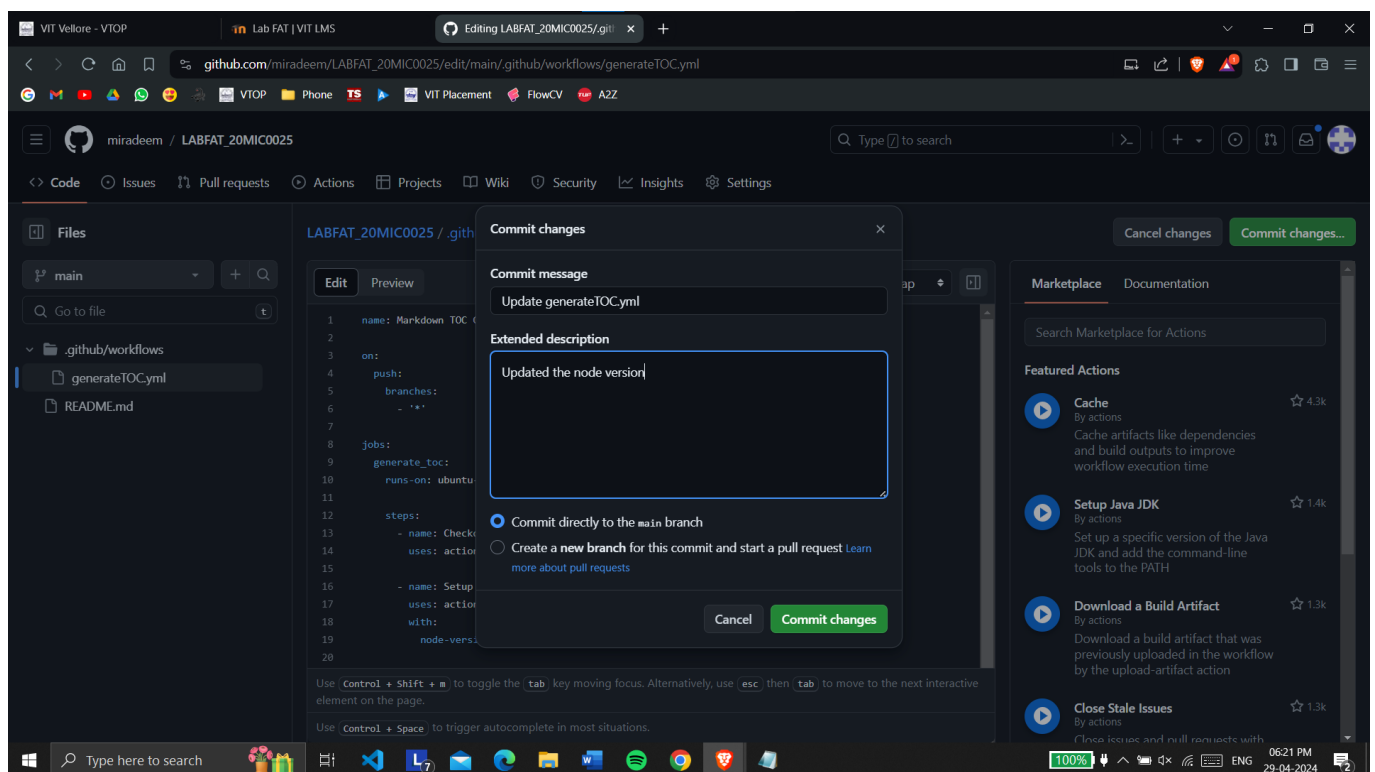 VIT Vellore - VTOP
Lab FAT | VIT LMS
Editing LABFAT_20MIC0025/.git
github.com/miradeem/LABFAT_20MIC0025/edit/main/.github/workflows/generateTOC.yml
VTOP Phone TS VIT Placement FlowCV TUF A2Z
miradeem / LABFAT_20MIC0025
Type / to search
Code Issues Pull requests Actions Projects Wiki Security Insights Settings
Files
main
Go to file t
.github/workflows
generateTOC.yml
README.md
LABFAT_20MIC0025 / .gith
Cancel changes Commit changes...
Edit Preview
1 name: Markdown TOC
2
3 on:
4 push:
5 branches:
6 - '*'
7
8 jobs:
9 generate_toc:
10 runs-on: ubuntu-
11
12 steps:
13 - name: Check
14 uses: action
15
16 - name: Setup
17 uses: action
18 with:
19 node-vers
20
Use Control + Shift + m to toggle the tab key moving focus. Alternatively, use esc then tab to move to the next interactive
element on the page.
Use Control + Space to trigger autocomplete in most situations.
Commit changes
Commit message
Update generateTOC.yml
Extended description
Updated the node version
Commit directly to the main branch
Create a new branch for this commit and start a pull request Learn
more about pull requests
Cancel Commit changes
Marketplace Documentation
Search Marketplace for Actions
Featured Actions
Cache 4.3k
By actions
Cache artifacts like dependencies
and build outputs to improve
workflow execution time
Setup Java JDK 1.4k
By actions
Set up a specific version of the Java
JDK and add the command-line
tools to the PATH
Download a Build Artifact 1.3k
By actions
Download a build artifact that was
previously uploaded in the workflow
by the upload-artifact action
Close Stale Issues 1.3k
By actions
Close issues and pull requests with
Type here to search
100% ENG
06:21 PM
29-04-2024